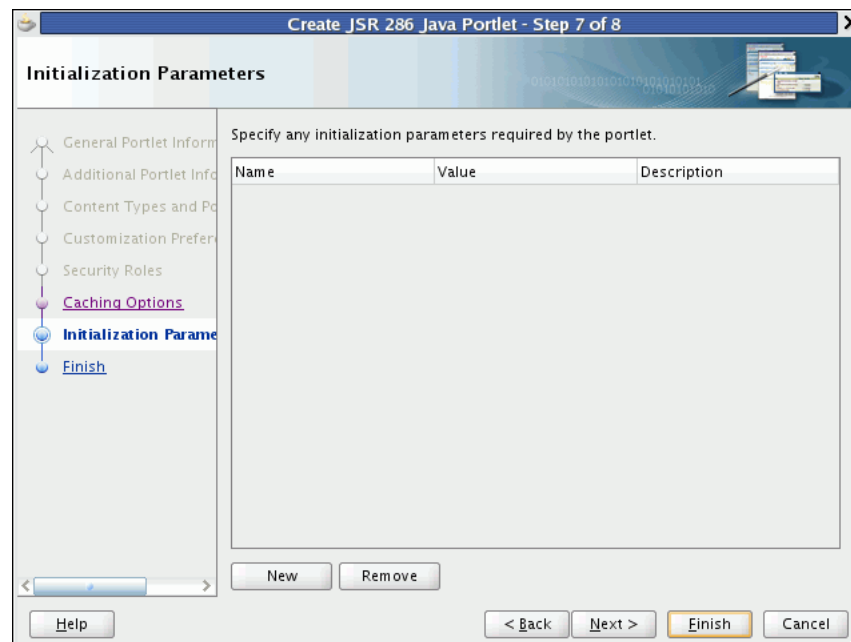 Create JSR 286 Java Portlet - Step 7 of 8
Initialization Parameters
General Portlet Inform
Additional Portlet Info
Content Types and Po
Customization Prefere
Security Roles
Caching Options
Initialization Parame
Finish
Specify any initialization parameters required by the portlet.
Name Value Description
New Remove
Help < Back Next > Finish Cancel